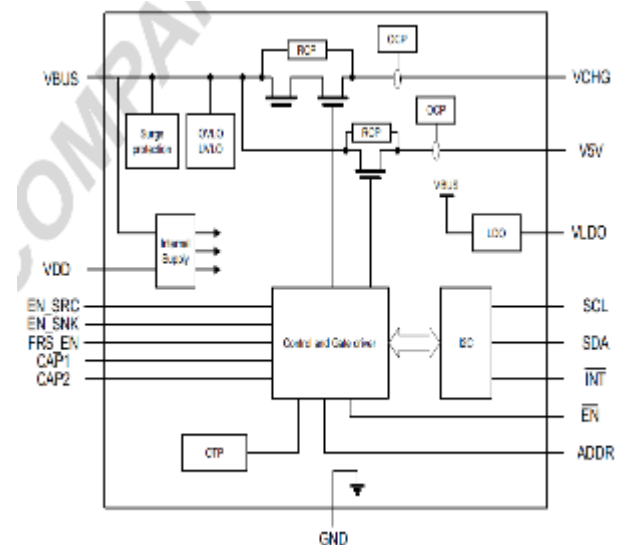 COMPA
RCP
OCP
VBUS
VCHG
Surge
protection
OVLO
UVLO
RCP
OCP
V5V
VBUS
LDO
VLDO
Internal
Supply
VDD
EN_SRC
EN_SNK
FRS_EN
CAP1
CAP2
Control and Gate driver
SCL
SDA
INT
EN
ADDR
GND